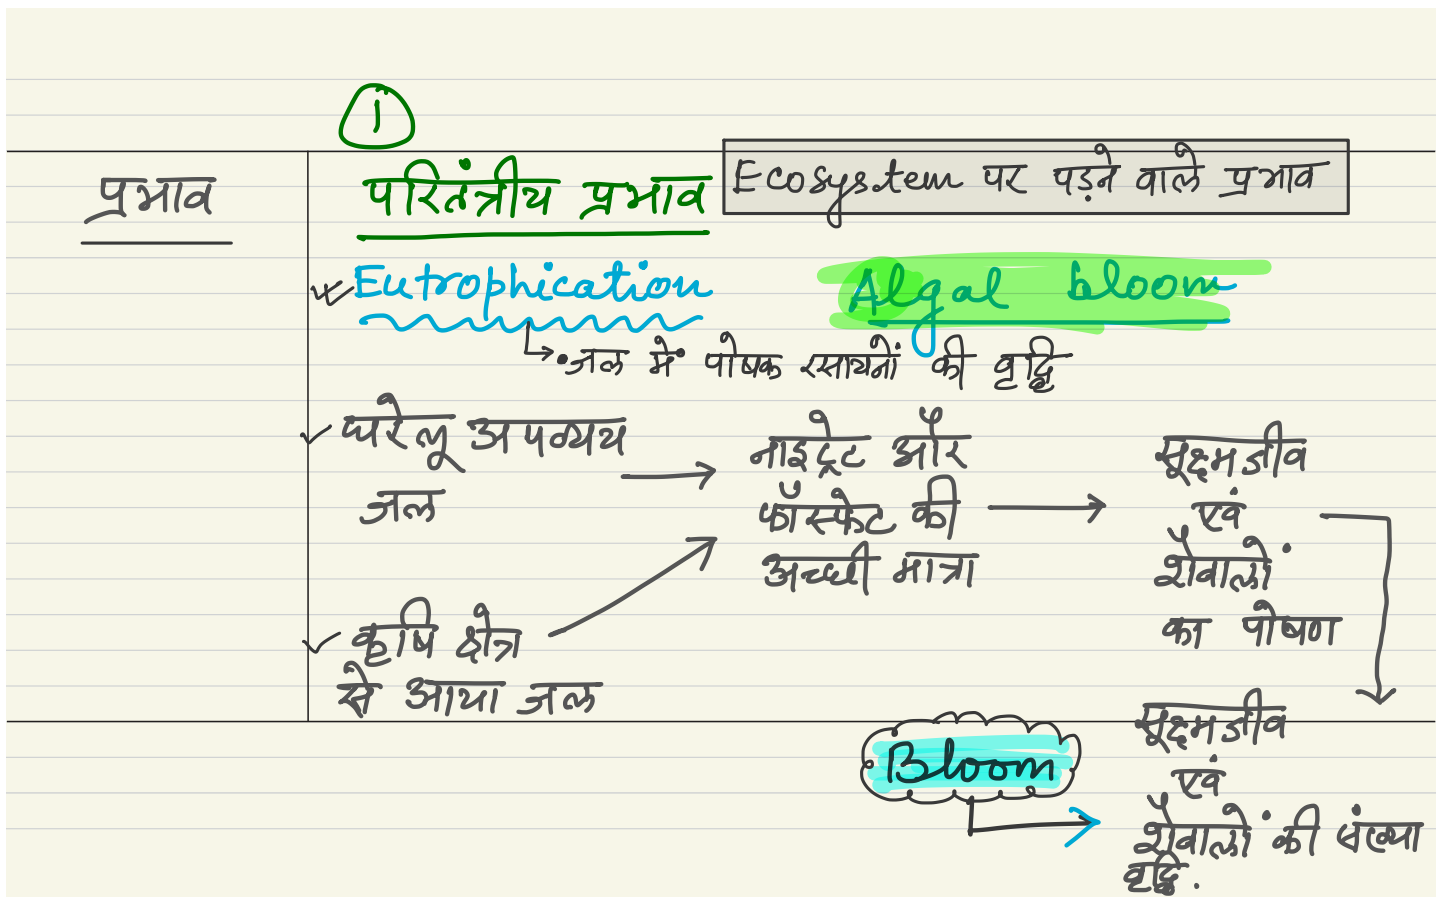 1
प्रभाव
परितंत्रीय प्रभाव
Ecosystem पर पड़ने वाले प्रभाव
Eutrophication
Algal bloom
जल में पोषक रसायनों की वृद्धि
घरेलू अपव्यय
जल
नाइट्रेट और
फॉस्फेट की
अच्छी मात्रा
सूक्ष्मजीव
एवं
शैवालों
का पोषण
कृषि क्षेत्र
से आया जल
Bloom
सूक्ष्मजीव
एवं
शैवालों की संख्या
वृद्धि.